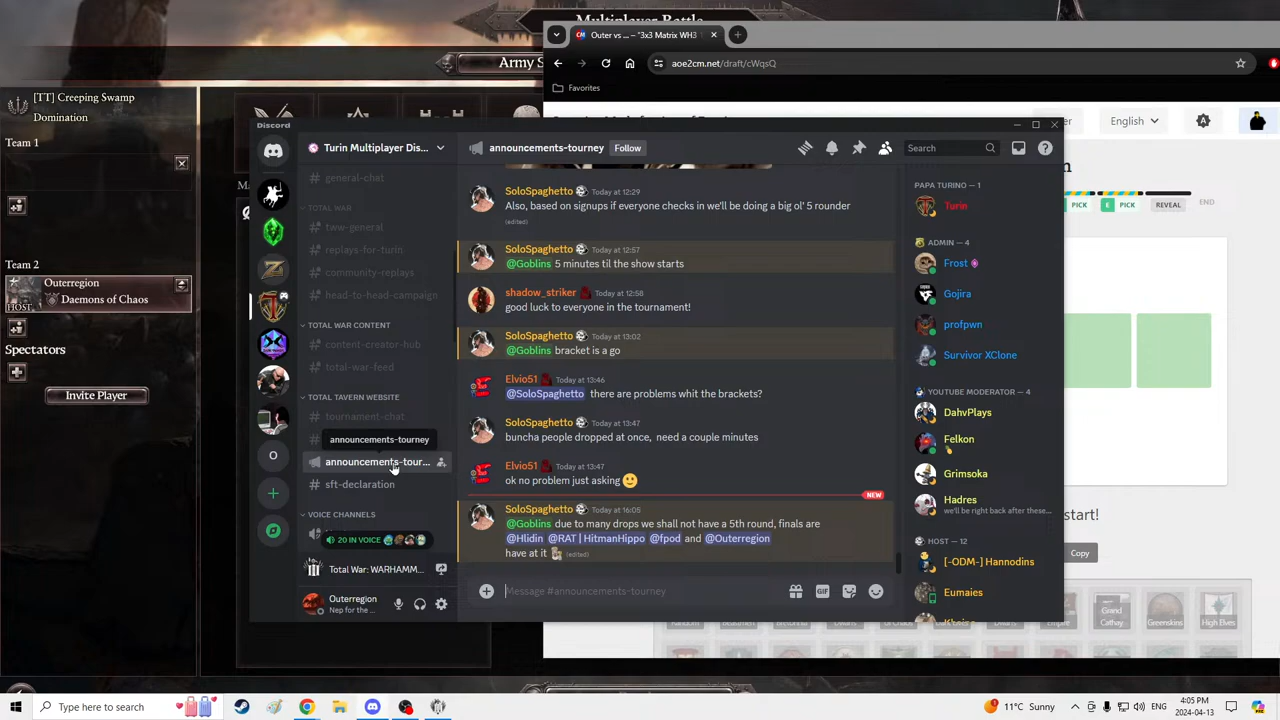 Multiplayer Battle
Army S
[TT] Creeping Swamp
Domination
Team 1
Team 2
Outerregion
HOST
Daemons of Chaos
Spectators
Invite Player
Outer vs ... – "3x3 Matrix WH3
aoe2cm.net/draft/cWqsQ
Favorites
English
PICK
E PICK
REVEAL
END
start!
Copy
Grand Cathay
Greenskins
High Elves
Discord
Turin Multiplayer Dis...
general-chat
TOTAL WAR
tww-general
replays-for-turin
community-replays
head-to-head-campaign
TOTAL WAR CONTENT
content-creator-hub
total-war-feed
TOTAL TAVERN WEBSITE
tournament-chat
announcements-tourney
announcements-tour...
sft-declaration
VOICE CHANNELS
20 IN VOICE
Total War: WARHAMM...
Outerregion
Nep for the ...
announcements-tourney
Follow
Search
SoloSpaghetto Today at 12:29
Also, based on signups if everyone checks in we'll be doing a big ol' 5 rounder
(edited)
SoloSpaghetto Today at 12:57
@Goblins 5 minutes til the show starts
shadow_striker Today at 12:58
good luck to everyone in the tournament!
SoloSpaghetto Today at 13:02
@Goblins bracket is a go
Elvio51 Today at 13:46
@SoloSpaghetto there are problems whit the brackets?
SoloSpaghetto Today at 13:47
buncha people dropped at once, need a couple minutes
Elvio51 Today at 13:47
ok no problem just asking
NEW
SoloSpaghetto Today at 16:05
@Goblins due to many drops we shall not have a 5th round, finals are
@Hlidin @RAT | HitmanHippo @fpod and @Outerregion
have at it (edited)
Message #announcements-tourney
GIF
PAPA TURINO — 1
Turin
ADMIN — 4
Frost
Gojira
profpwn
Survivor XClone
YOUTUBE MODERATOR — 4
DahvPlays
Felkon
Grimsoka
Hadres
we'll be right back after these...
HOST — 12
[-ODM-] Hannodins
Eumaies
Type here to search
11°C Sunny
4:05 PM
2024-04-13